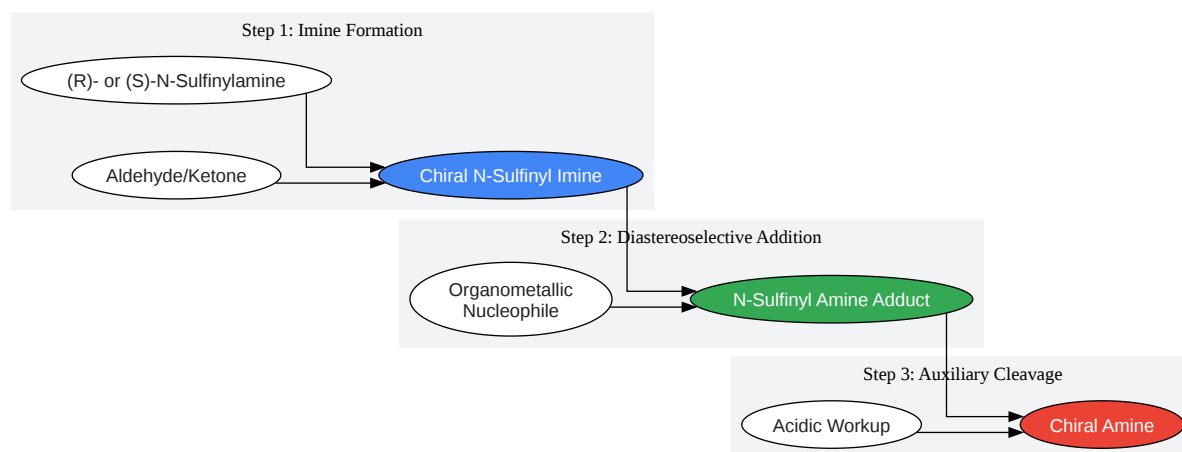 Step 1: Imine Formation
(R)- or (S)-N-Sulfinylamine
Aldehyde/Ketone
Chiral N-Sulfinyl Imine
Step 2: Diastereoselective Addition
Organometallic
Nucleophile
N-Sulfinyl Amine Adduct
Step 3: Auxiliary Cleavage
Acidic Workup
Chiral Amine